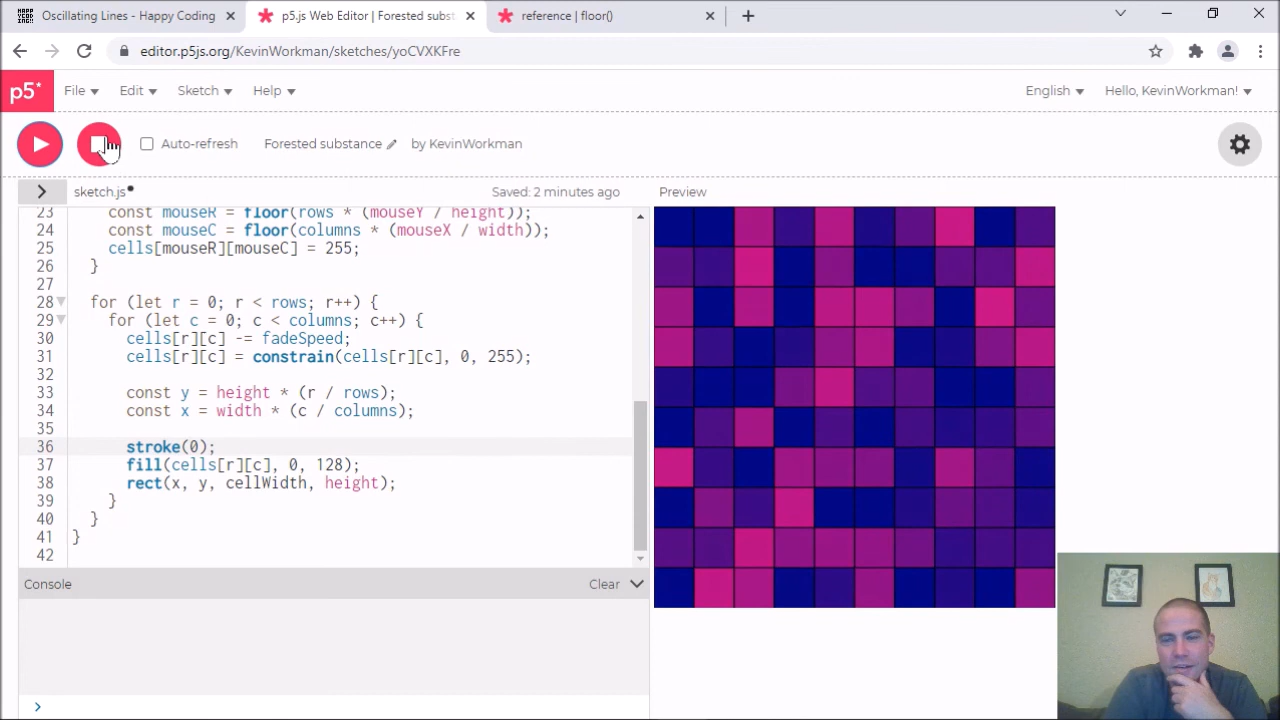 Oscillating Lines - Happy Coding
p5.js Web Editor | Forested subst
reference | floor()
editor.p5js.org/KevinWorkman/sketches/yoCVXKFre
p5*
File
Edit
Sketch
Help
English
Hello, KevinWorkman!
Auto-refresh
Forested substance
by KevinWorkman
sketch.js
Saved: 2 minutes ago
Preview
23 const mouseR = floor(rows * (mouseY / height));
24 const mouseC = floor(columns * (mouseX / width));
25 cells[mouseR][mouseC] = 255;
26 }
27
28 for (let r = 0; r < rows; r++) {
29 for (let c = 0; c < columns; c++) {
30 cells[r][c] -= fadeSpeed;
31 cells[r][c] = constrain(cells[r][c], 0, 255);
32
33 const y = height * (r / rows);
34 const x = width * (c / columns);
35
36 stroke(0);
37 fill(cells[r][c], 0, 128);
38 rect(x, y, cellWidth, height);
39 }
40 }
41 }
42
Console
Clear
>